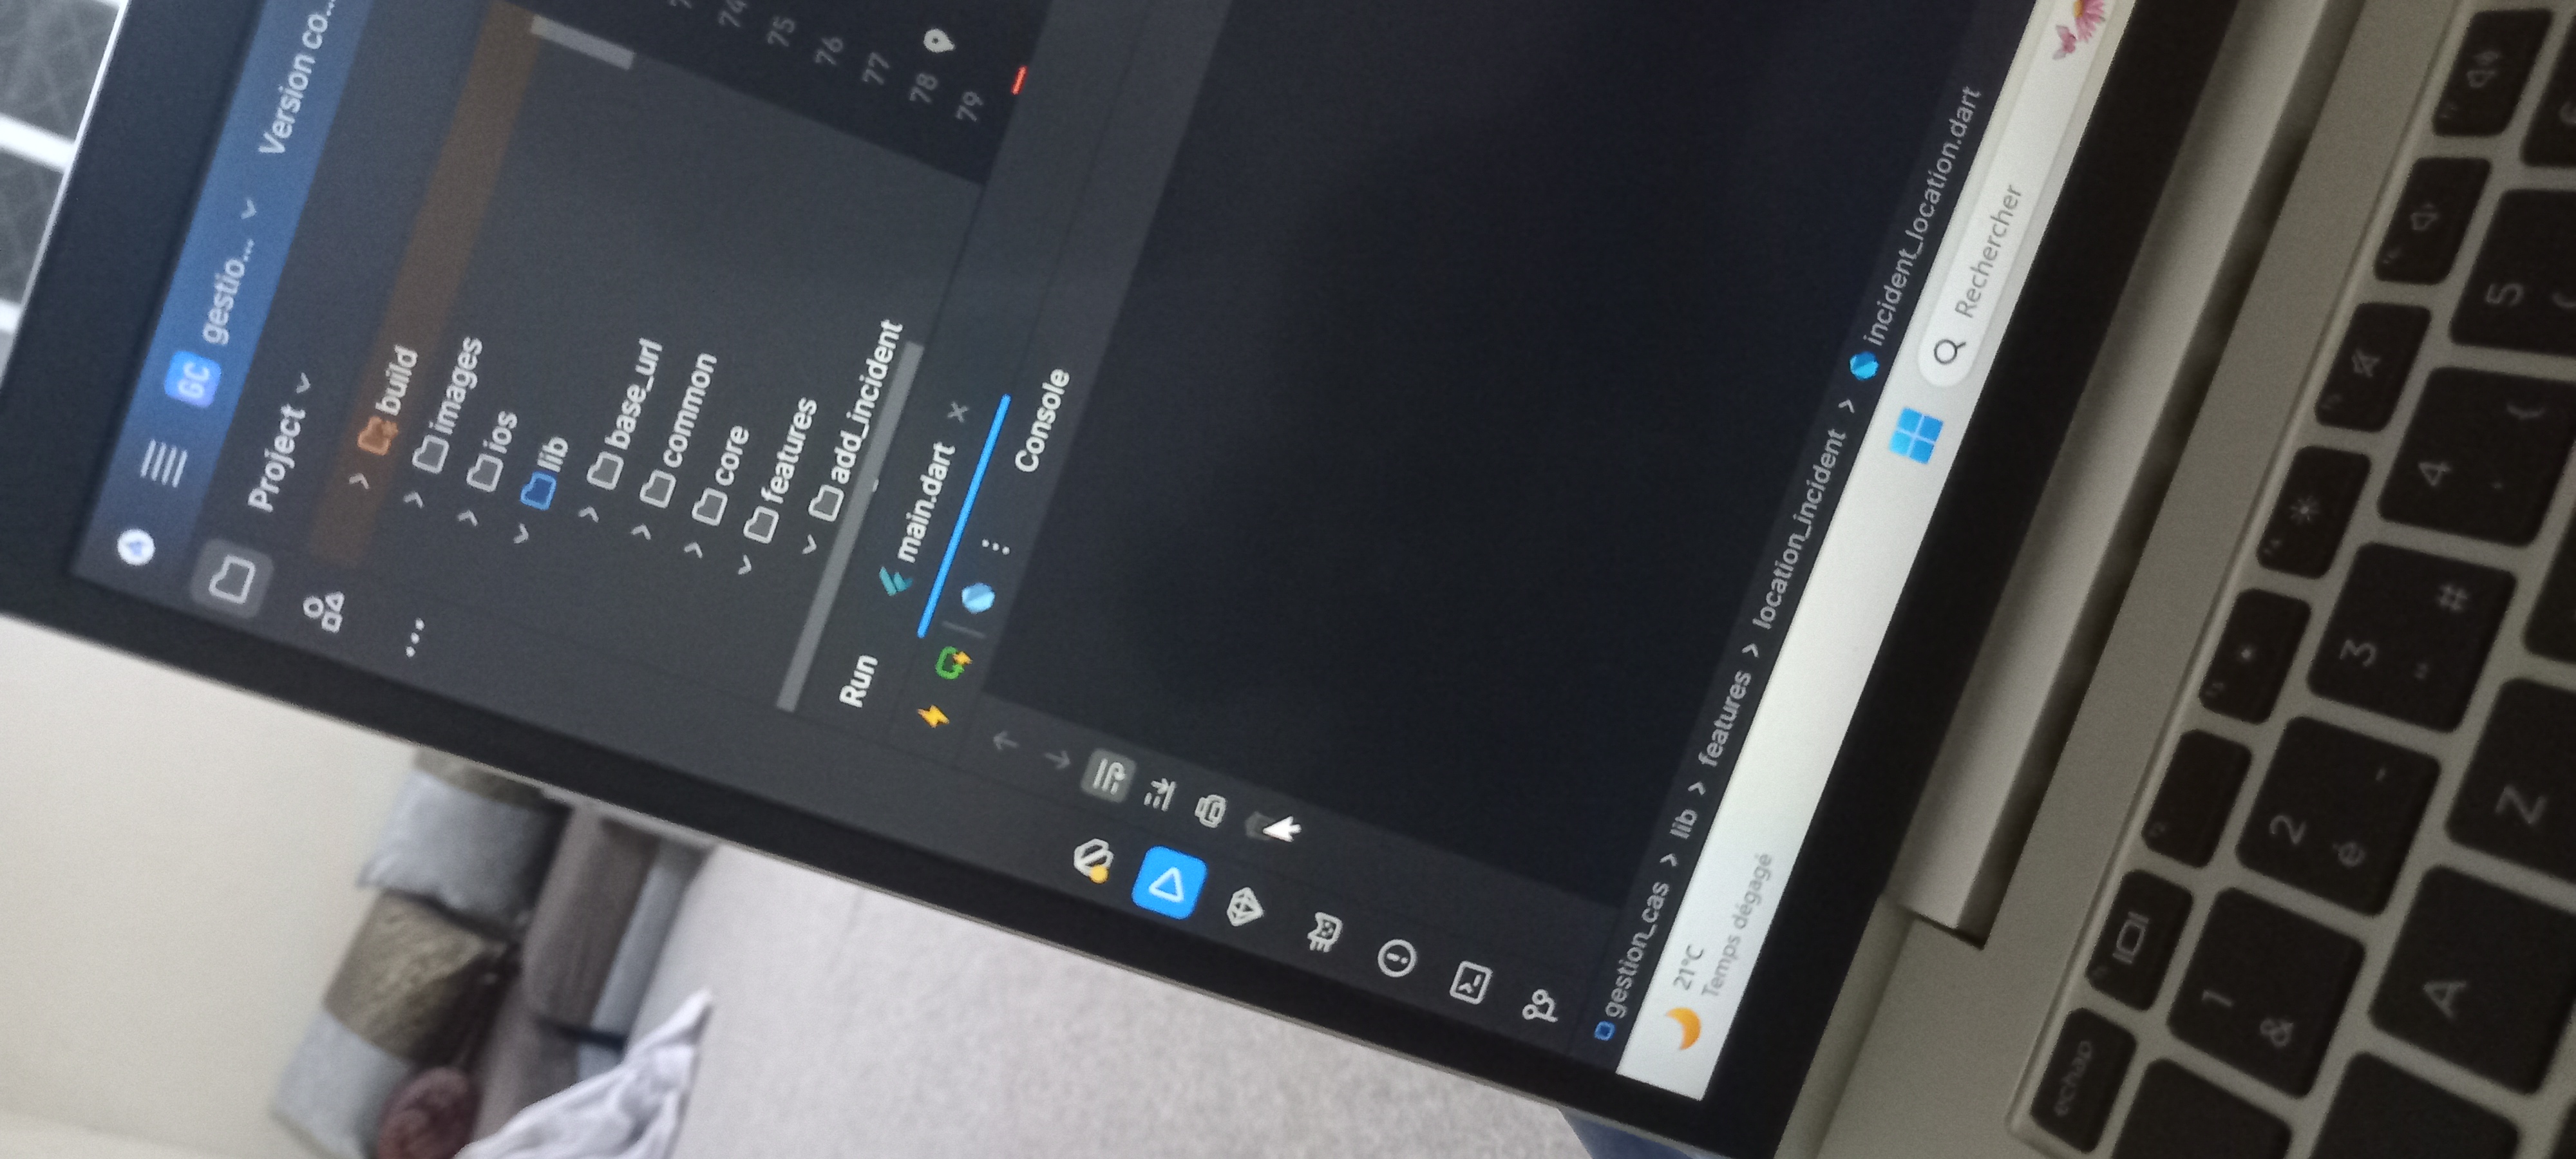 GC gestio... Version co...
Project
build
images
ios
lib
base_url
common
core
features
add_incident
74
75
76
77
78
79
Run main.dart
Console
gestion_cas > lib > features > location_incident > incident_location.dart
21°C
Temps dégagé
Rechercher
echap
1
&
2
é -
3
" #
4
' (
5
(
A
Z